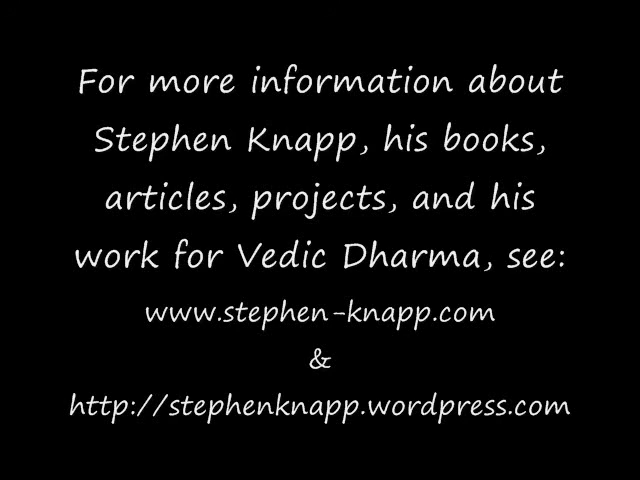 For more information about
Stephen Knapp, his books,
articles, projects, and his
work for Vedic Dharma, see:
www.stephen-knapp.com
&
http://stephenknapp.wordpress.com